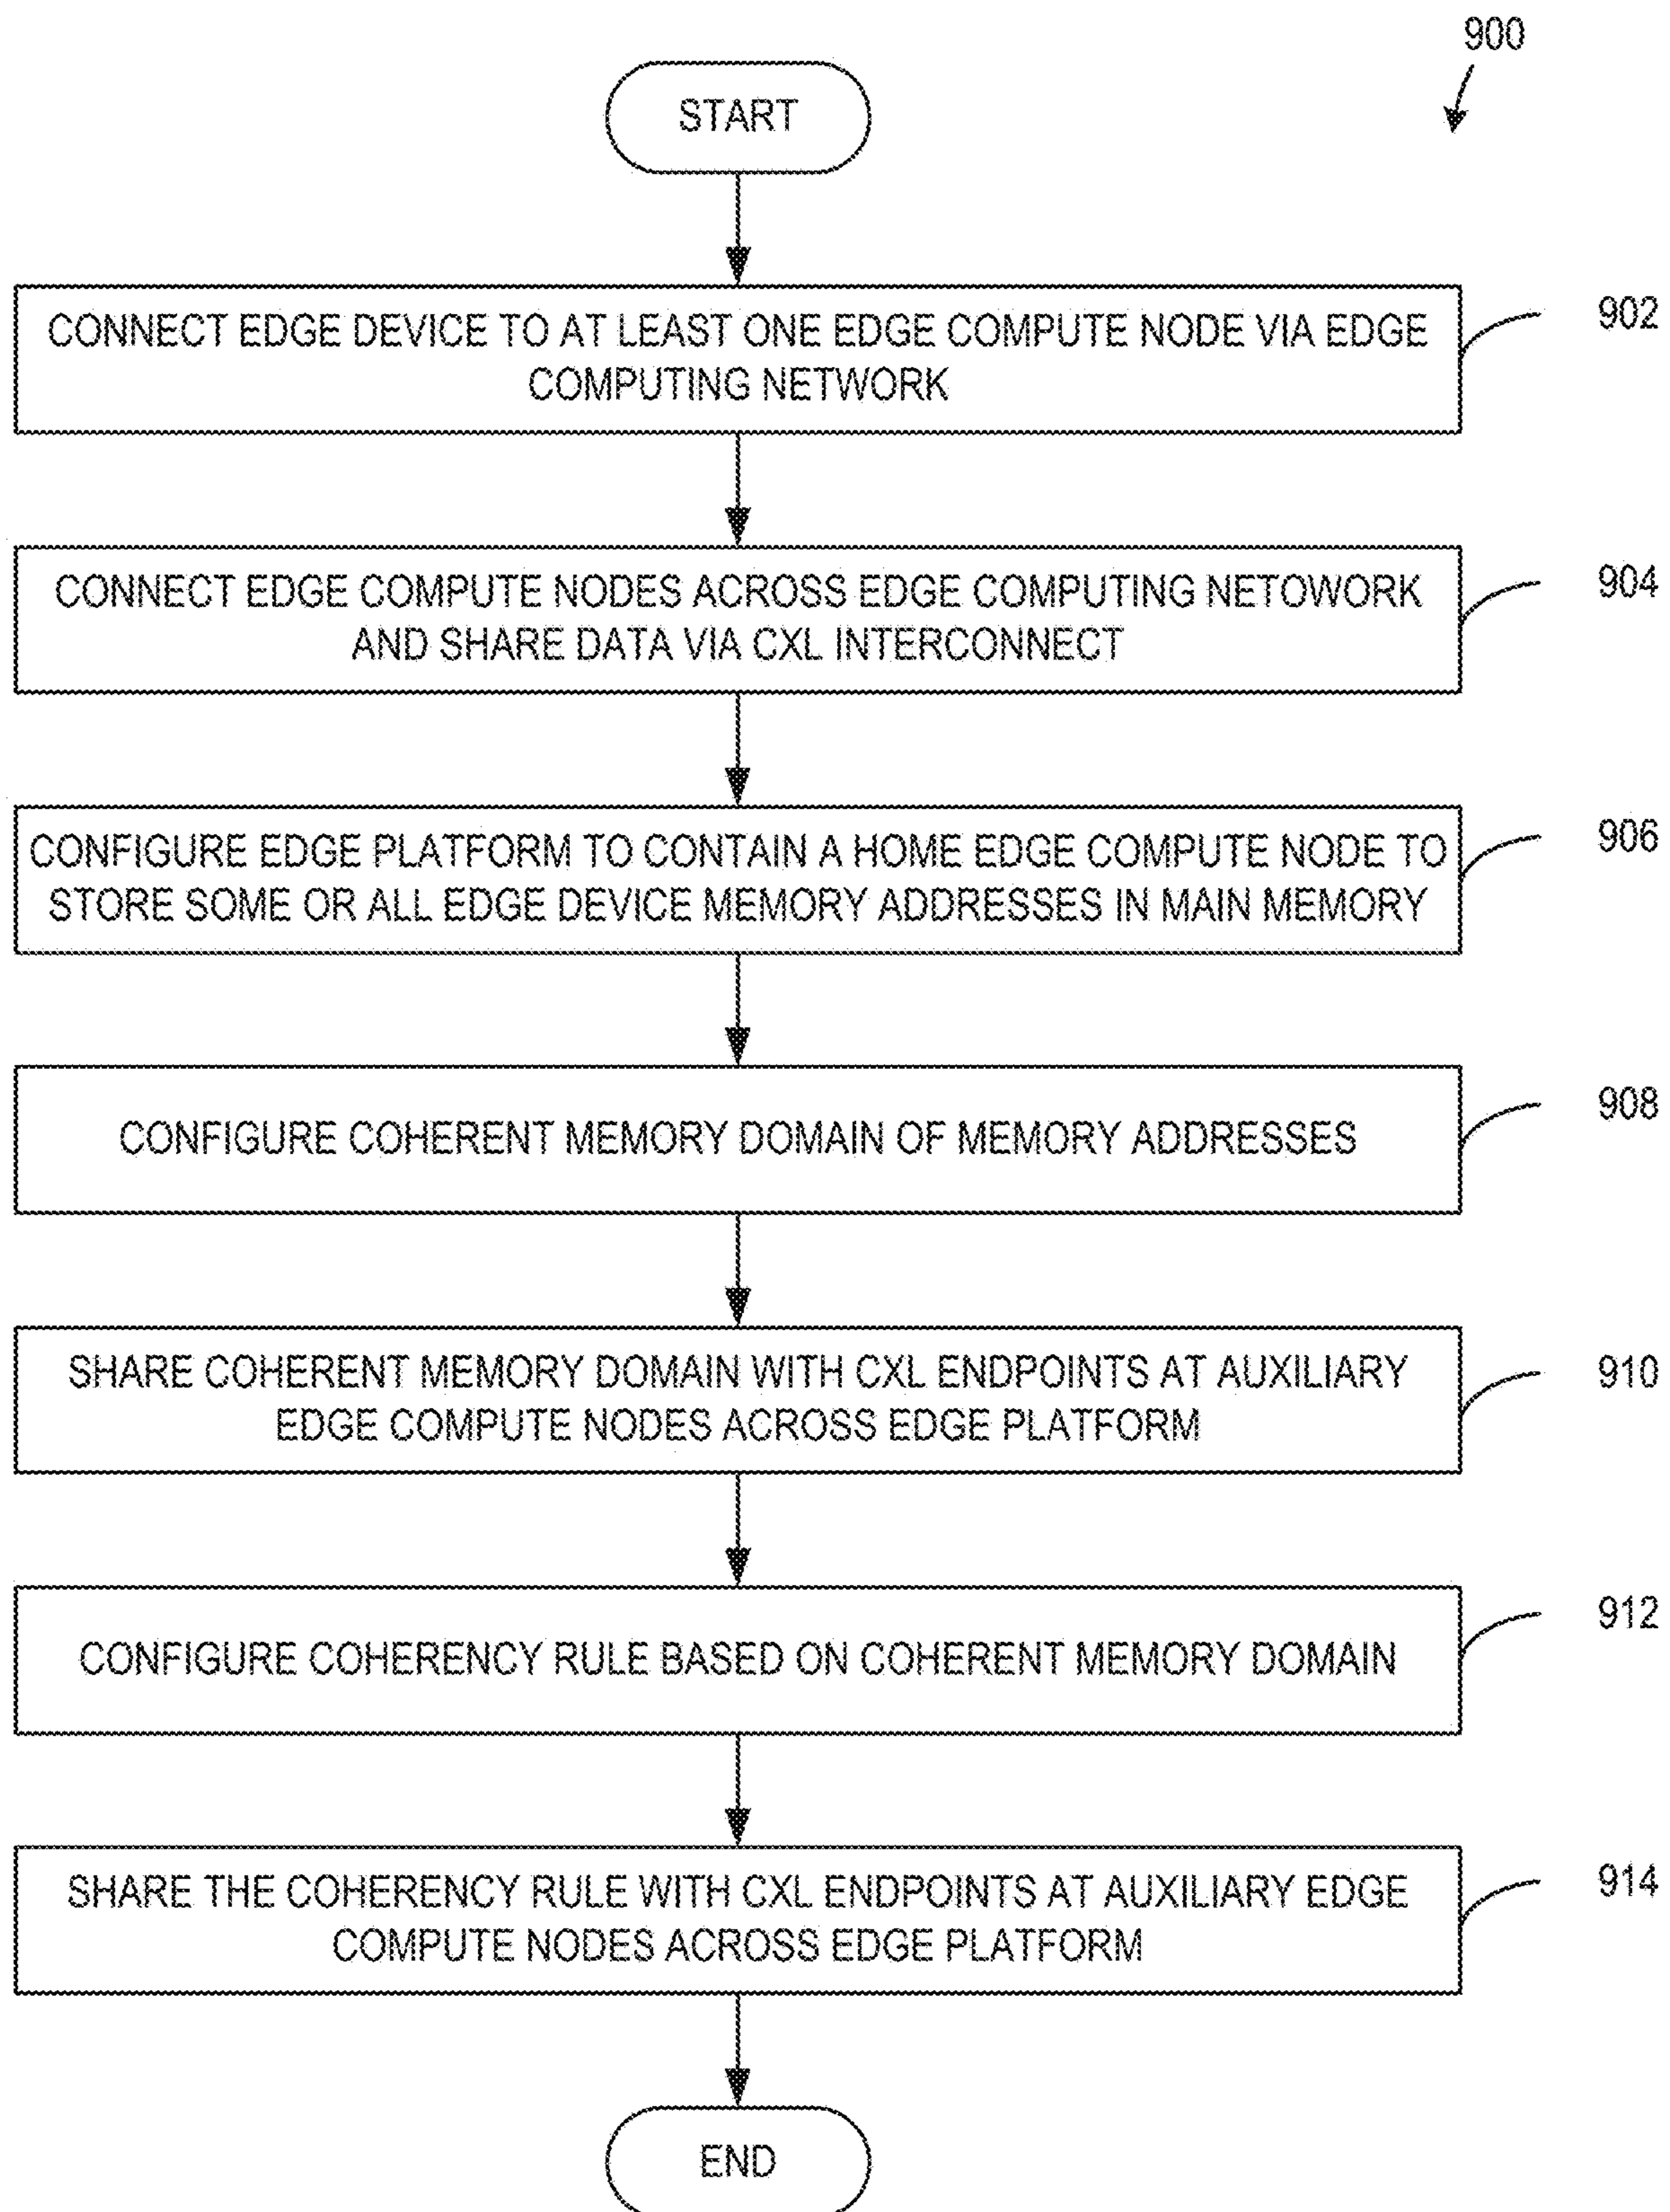 900
START
CONNECT EDGE DEVICE TO AT LEAST ONE EDGE COMPUTE NODE VIA EDGE
COMPUTING NETWORK
902
CONNECT EDGE COMPUTE NODES ACROSS EDGE COMPUTING NETOWORK
AND SHARE DATA VIA CXL INTERCONNECT
904
CONFIGURE EDGE PLATFORM TO CONTAIN A HOME EDGE COMPUTE NODE TO
STORE SOME OR ALL EDGE DEVICE MEMORY ADDRESSES IN MAIN MEMORY
906
CONFIGURE COHERENT MEMORY DOMAIN OF MEMORY ADDRESSES
908
SHARE COHERENT MEMORY DOMAIN WITH CXL ENDPOINTS AT AUXILIARY
EDGE COMPUTE NODES ACROSS EDGE PLATFORM
910
CONFIGURE COHERENCY RULE BASED ON COHERENT MEMORY DOMAIN
912
SHARE THE COHERENCY RULE WITH CXL ENDPOINTS AT AUXILIARY EDGE
COMPUTE NODES ACROSS EDGE PLATFORM
914
END